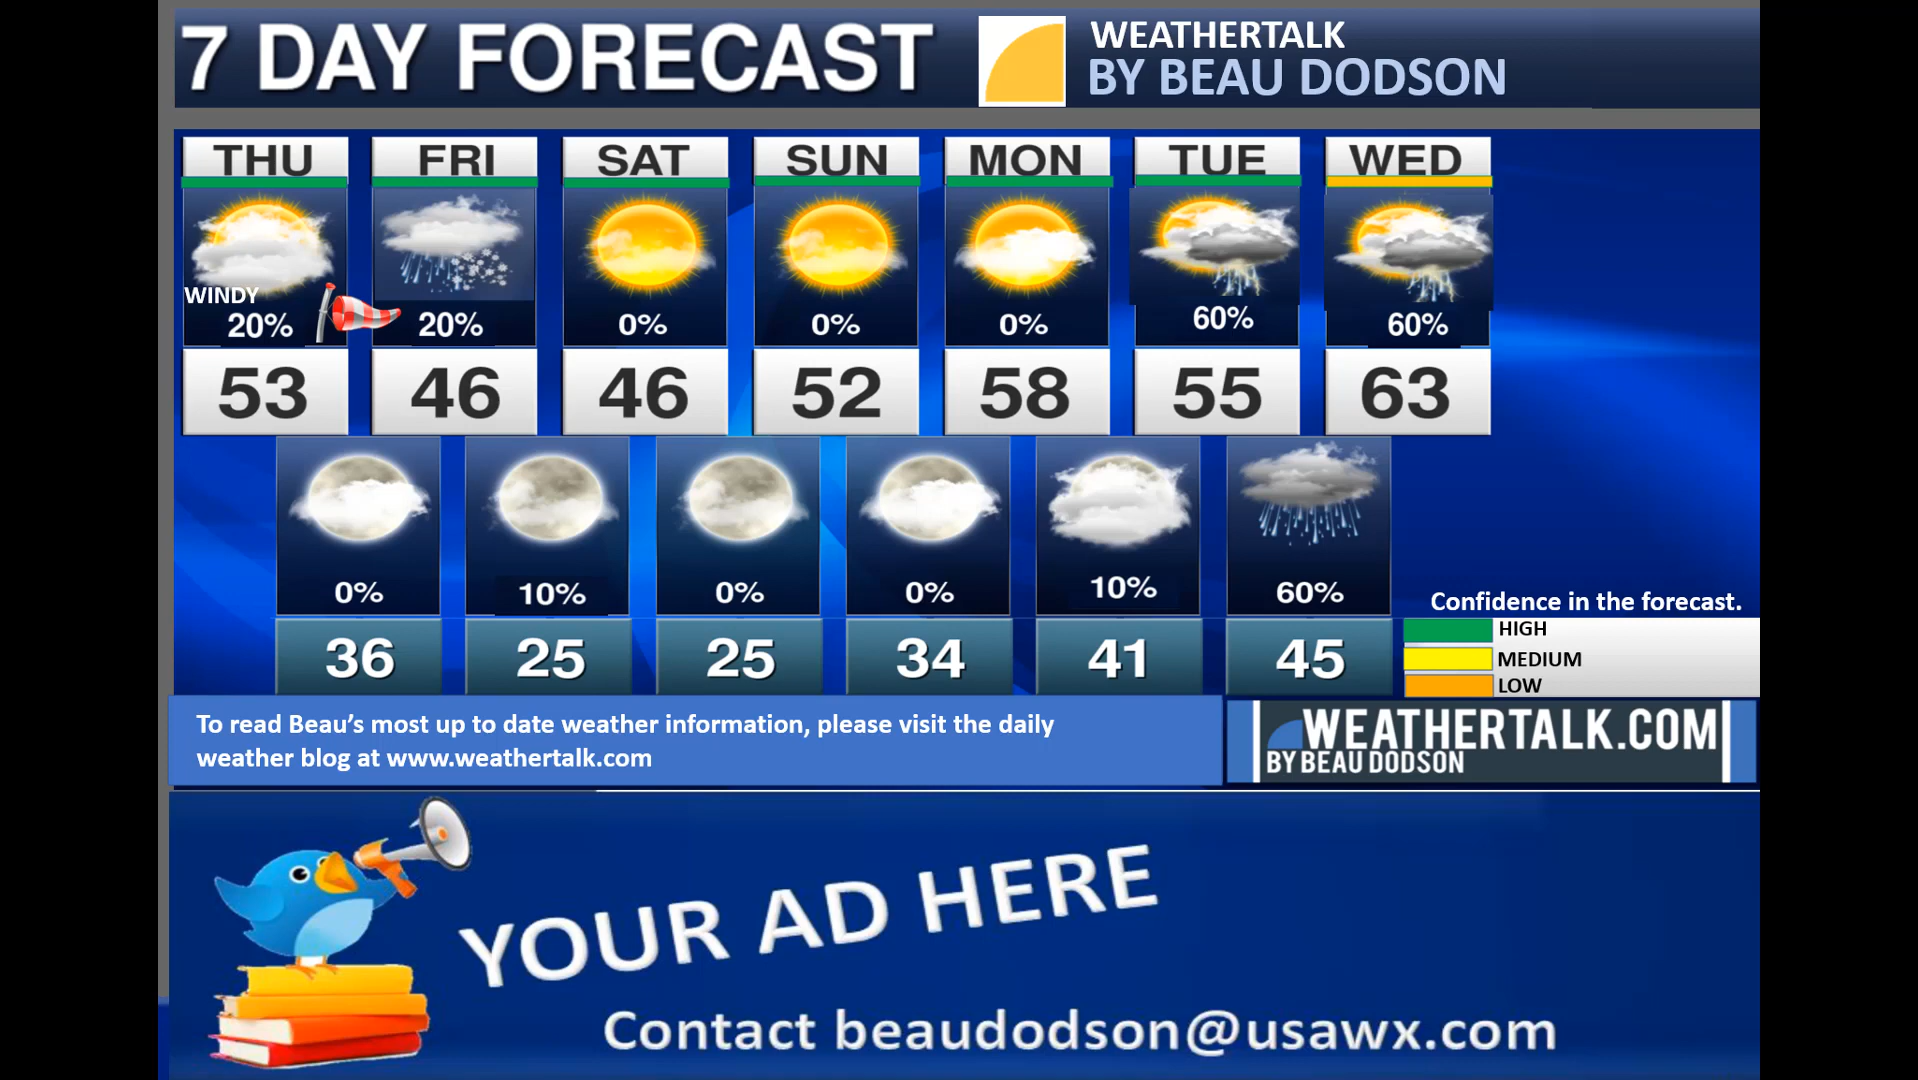 7 DAY FORECAST
WEATHERTALK
BY BEAU DODSON
THU FRI SAT SUN MON TUE WED
WINDY
20% 20% 0% 0% 0% 60% 60%
53 46 46 52 58 55 63
0% 10% 0% 0% 10% 60%
36 25 25 34 41 45
Confidence in the forecast.
HIGH
MEDIUM
LOW
To read Beau’s most up to date weather information, please visit the daily
weather blog at www.weathertalk.com
WEATHERTALK.COM
BY BEAU DODSON
YOUR AD HERE
Contact beaudodson@usawx.com